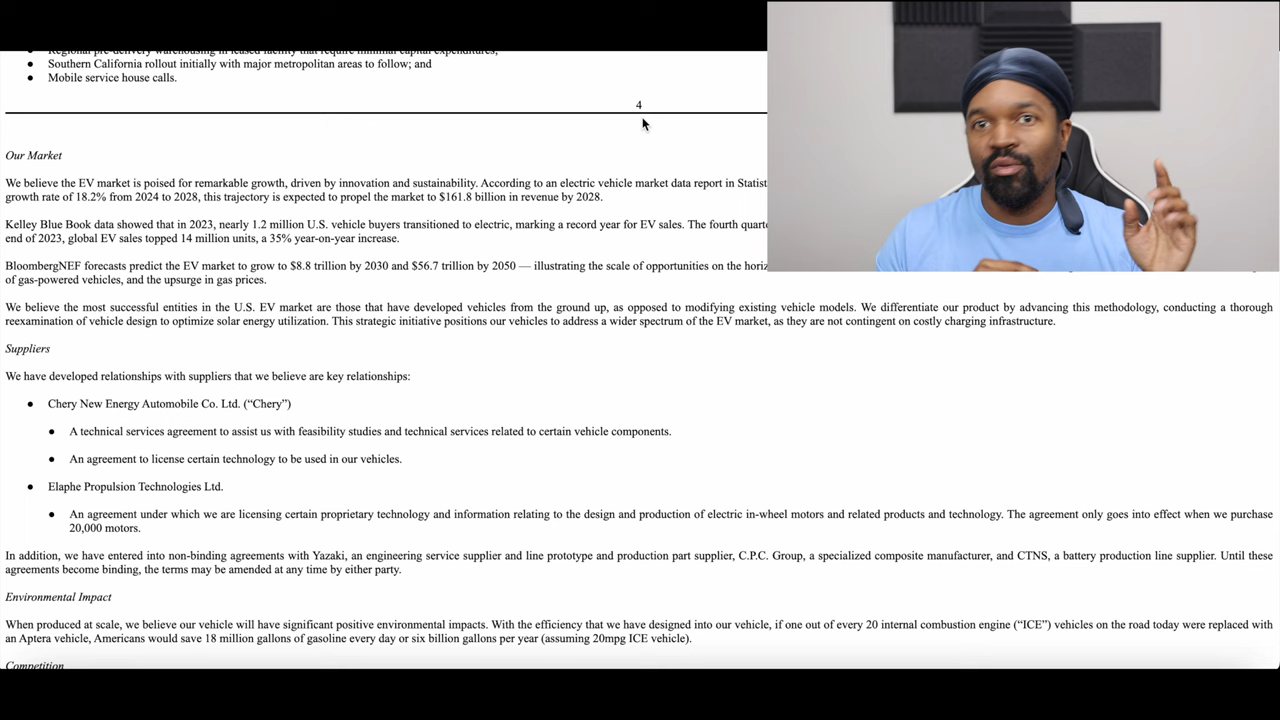 ● Regional pre-delivery warehousing in leased facility that require minimal capital expenditures;
● Southern California rollout initially with major metropolitan areas to follow; and
● Mobile service house calls.
4
Our Market
We believe the EV market is poised for remarkable growth, driven by innovation and sustainability. According to an electric vehicle market data report in Statist
growth rate of 18.2% from 2024 to 2028, this trajectory is expected to propel the market to $161.8 billion in revenue by 2028.
Kelley Blue Book data showed that in 2023, nearly 1.2 million U.S. vehicle buyers transitioned to electric, marking a record year for EV sales. The fourth quart
end of 2023, global EV sales topped 14 million units, a 35% year-on-year increase.
BloombergNEF forecasts predict the EV market to grow to $8.8 trillion by 2030 and $56.7 trillion by 2050 — illustrating the scale of opportunities on the horiz
of gas-powered vehicles, and the upsurge in gas prices.
We believe the most successful entities in the U.S. EV market are those that have developed vehicles from the ground up, as opposed to modifying existing vehicle models. We differentiate our product by advancing this methodology, conducting a thorough
reexamination of vehicle design to optimize solar energy utilization. This strategic initiative positions our vehicles to address a wider spectrum of the EV market, as they are not contingent on costly charging infrastructure.
Suppliers
We have developed relationships with suppliers that we believe are key relationships:
● Chery New Energy Automobile Co. Ltd. (“Chery”)
● A technical services agreement to assist us with feasibility studies and technical services related to certain vehicle components.
● An agreement to license certain technology to be used in our vehicles.
● Elaphe Propulsion Technologies Ltd.
● An agreement under which we are licensing certain proprietary technology and information relating to the design and production of electric in-wheel motors and related products and technology. The agreement only goes into effect when we purchase
20,000 motors.
In addition, we have entered into non-binding agreements with Yazaki, an engineering service supplier and line prototype and production part supplier, C.P.C. Group, a specialized composite manufacturer, and CTNS, a battery production line supplier. Until these
agreements become binding, the terms may be amended at any time by either party.
Environmental Impact
When produced at scale, we believe our vehicle will have significant positive environmental impacts. With the efficiency that we have designed into our vehicle, if one out of every 20 internal combustion engine (“ICE”) vehicles on the road today were replaced with
an Aptera vehicle, Americans would save 18 million gallons of gasoline every day or six billion gallons per year (assuming 20mpg ICE vehicle).
Competition